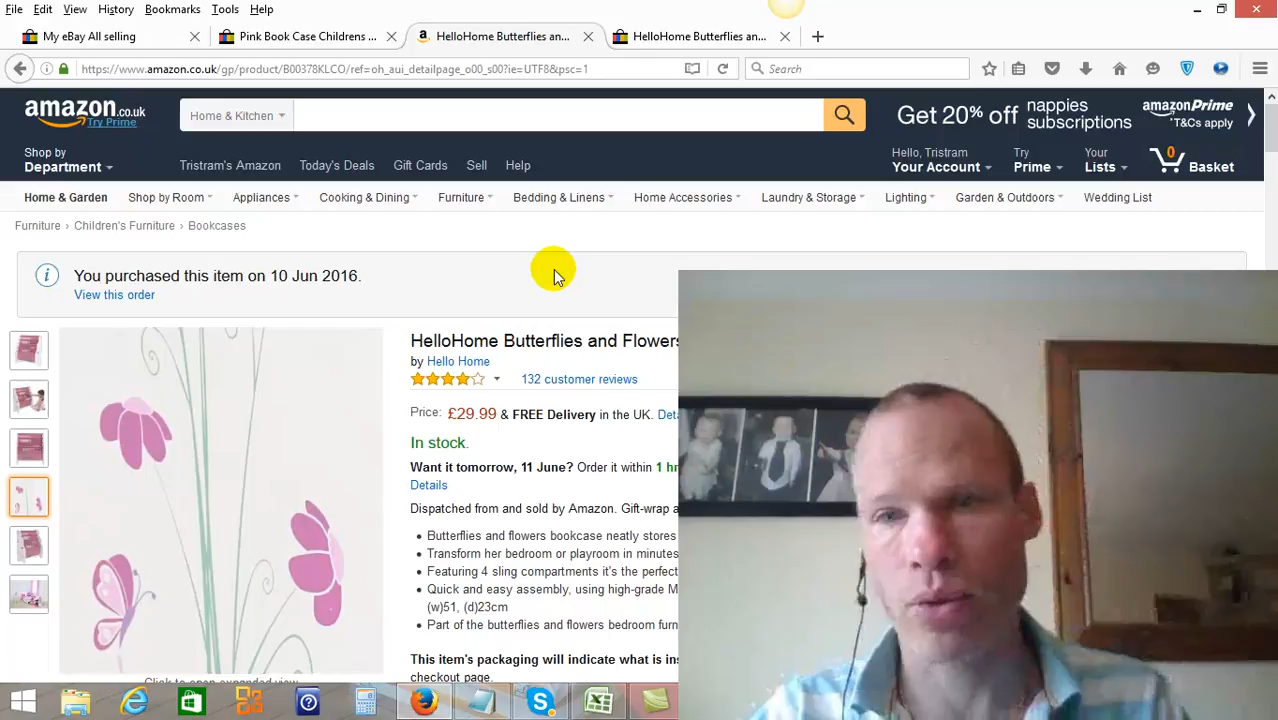 File Edit View History Bookmarks Tools Help
My eBay All selling
Pink Book Case Childrens ...
HelloHome Butterflies an...
HelloHome Butterflies an...
https://www.amazon.co.uk/gp/product/B00378KLCO/ref=oh_aui_detailpage_o00_s00?ie=UTF8&psc=1
Search
amazon.co.uk
Try Prime
Home & Kitchen
Get 20% off nappies subscriptions
amazonPrime
*T&Cs apply
Shop by
Department
Tristram's Amazon Today's Deals Gift Cards Sell Help
Hello, Tristram
Your Account
Try
Prime
Your
Lists
0
Basket
Home & Garden Shop by Room Appliances Cooking & Dining Furniture Bedding & Linens Home Accessories Laundry & Storage Lighting Garden & Outdoors Wedding List
Furniture › Children's Furniture › Bookcases
You purchased this item on 10 Jun 2016.
View this order
HelloHome Butterflies and Flowers
by Hello Home
132 customer reviews
Price: £29.99 & FREE Delivery in the UK.
In stock.
Want it tomorrow, 11 June? Order it within 1
Details
Dispatched from and sold by Amazon. Gift-wrap
• Butterflies and flowers bookcase neatly stores
• Transform her bedroom or playroom in minutes
• Featuring 4 sling compartments it's the perfect
• Quick and easy assembly, using high-grade
(w)51, (d)23cm
• Part of the butterflies and flowers bedroom
This item's packaging will indicate what is
checkout page.